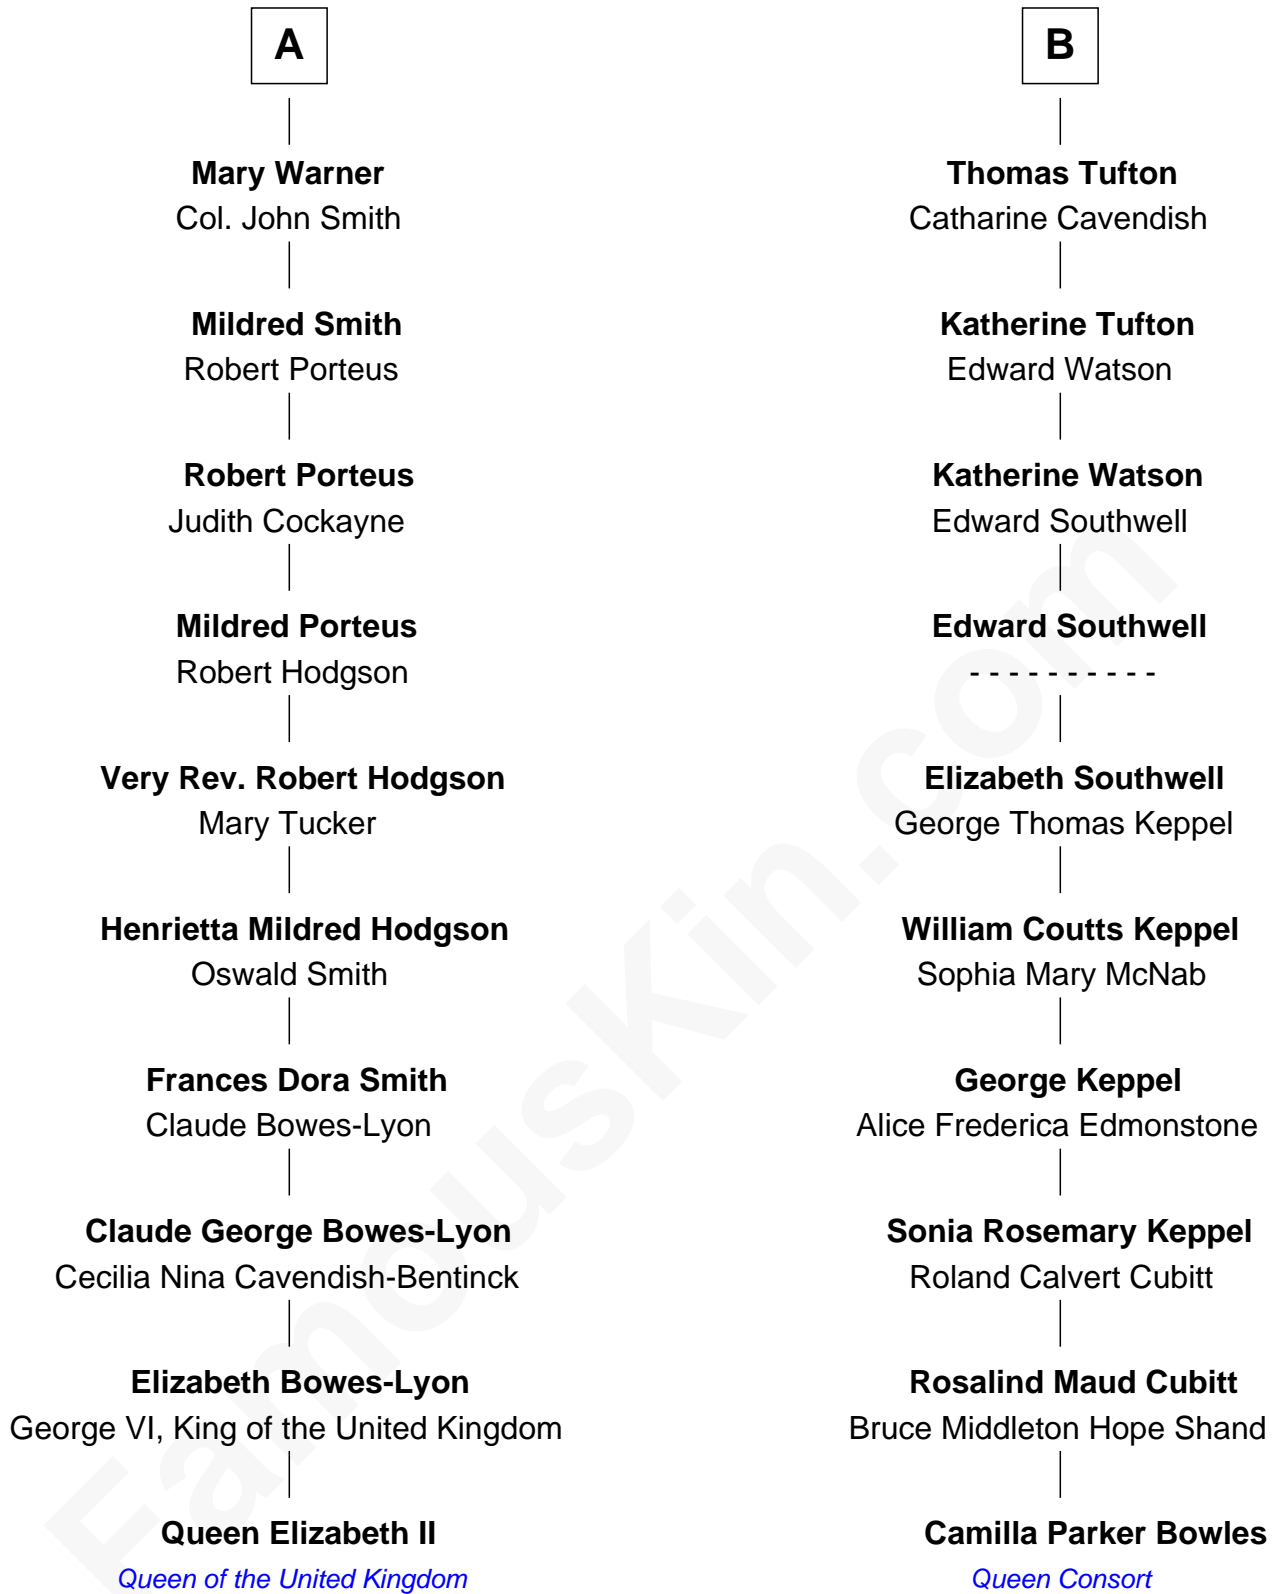 A
Mary Warner
Col. John Smith
Mildred Smith
Robert Porteus
Robert Porteus
Judith Cockayne
Mildred Porteus
Robert Hodgson
Very Rev. Robert Hodgson
Mary Tucker
Henrietta Mildred Hodgson
Oswald Smith
Frances Dora Smith
Claude Bowes-Lyon
Claude George Bowes-Lyon
Cecilia Nina Cavendish-Bentinck
Elizabeth Bowes-Lyon
George VI, King of the United Kingdom
Queen Elizabeth II
Queen of the United Kingdom
B
Thomas Tufton
Catharine Cavendish
Katherine Tufton
Edward Watson
Katherine Watson
Edward Southwell
Edward Southwell
- - - - - - - - - -
Elizabeth Southwell
George Thomas Keppel
William Coutts Keppel
Sophia Mary McNab
George Keppel
Alice Frederica Edmonstone
Sonia Rosemary Keppel
Roland Calvert Cubitt
Rosalind Maud Cubitt
Bruce Middleton Hope Shand
Camilla Parker Bowles
Queen Consort
FamousKin.com